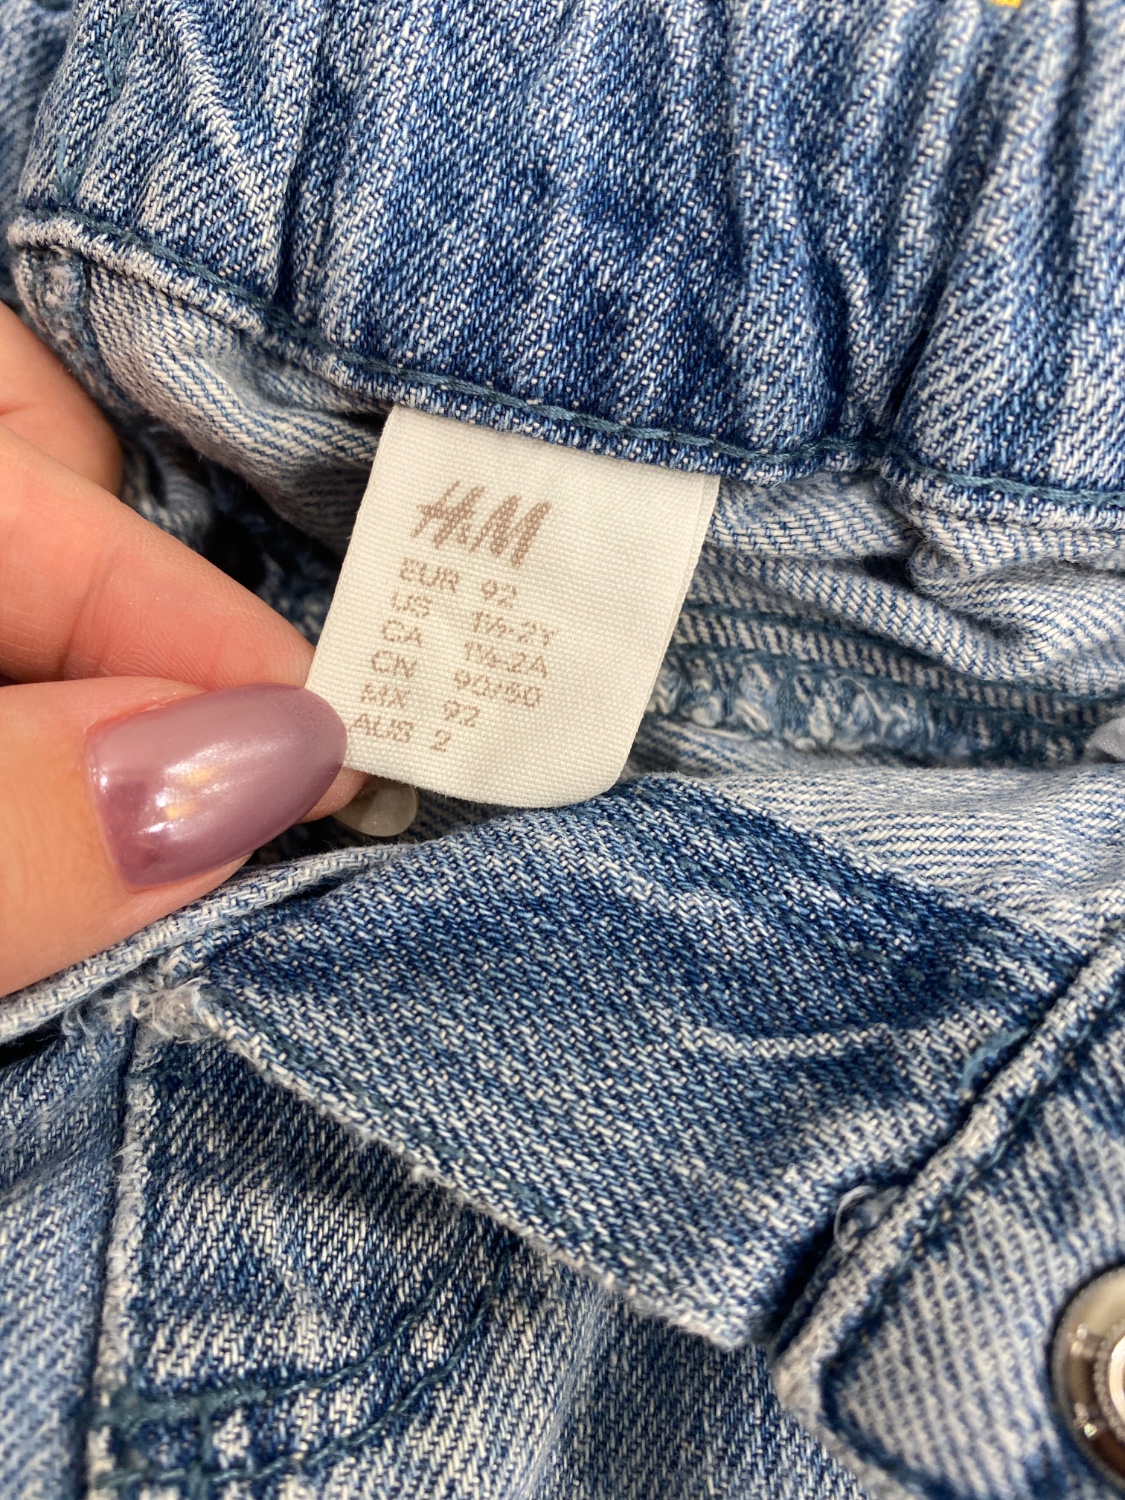 H&M
EUR 92
US 1½-2Y
CA 1½-2A
CN 90/50
MX 92
AUS 2